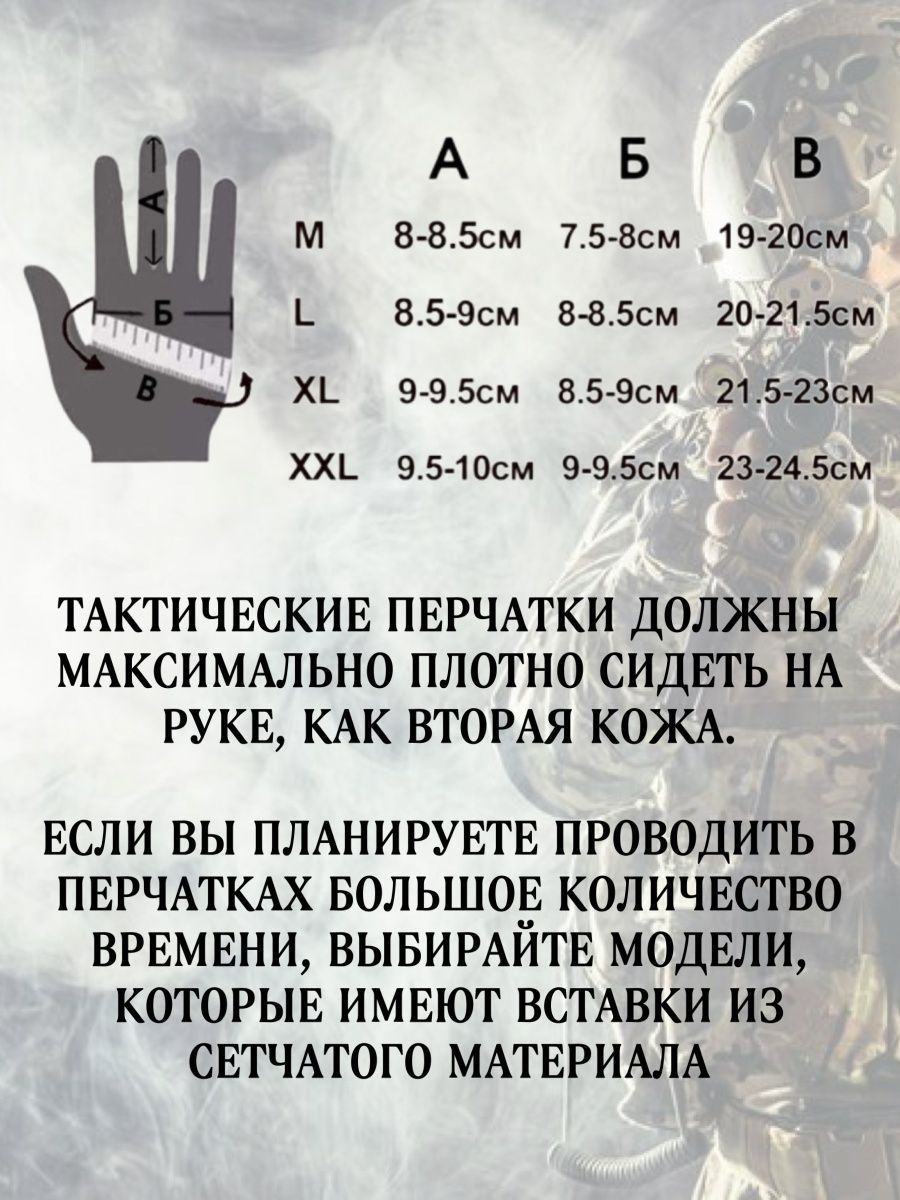 А Б В
М 8-8.5см 7.5-8см 19-20см
L 8.5-9см 8-8.5см 20-21.5см
XL 9-9.5см 8.5-9см 21.5-23см
XXL 9.5-10см 9-9.5см 23-24.5см
А
Б
В
ТАКТИЧЕСКИЕ ПЕРЧАТКИ ДОЛЖНЫ
МАКСИМАЛЬНО ПЛОТНО СИДЕТЬ НА
РУКЕ, КАК ВТОРАЯ КОЖА.
ЕСЛИ ВЫ ПЛАНИРУЕТЕ ПРОВОДИТЬ В
ПЕРЧАТКАХ БОЛЬШОЕ КОЛИЧЕСТВО
ВРЕМЕНИ, ВЫБИРАЙТЕ МОДЕЛИ,
КОТОРЫЕ ИМЕЮТ ВСТАВКИ ИЗ
СЕТЧАТОГО МАТЕРИАЛА